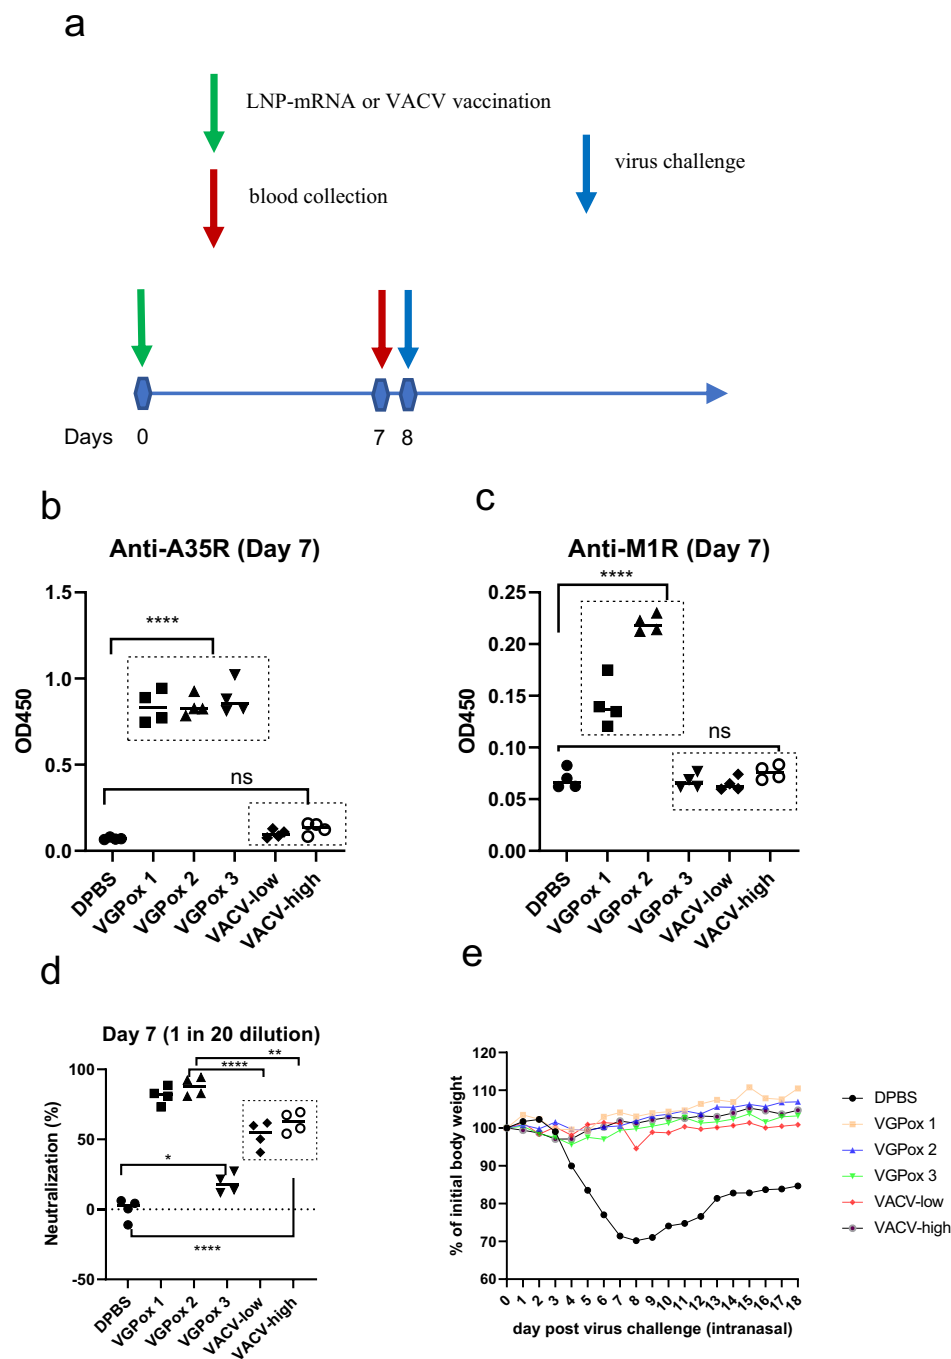 a
LNP-mRNA or VACV vaccination
virus challenge
blood collection
Days 0 7 8
b
Anti-A35R (Day 7)
1.5
1.0
0.5
0.0
OD450
****
ns
DPBS
VGPox 1
VGPox 2
VGPox 3
VACV-low
VACV-high
c
Anti-M1R (Day 7)
0.25
0.20
0.15
0.10
0.05
0.00
OD450
****
ns
DPBS
VGPox 1
VGPox 2
VGPox 3
VACV-low
VACV-high
d
Day 7 (1 in 20 dilution)
100
50
0
-50
Neutralization (%)
**
****
*
****
DPBS
VGPox 1
VGPox 2
VGPox 3
VACV-low
VACV-high
e
120
110
100
90
80
70
60
% of initial body weight
0 1 2 3 4 5 6 7 8 9 10 11 12 13 14 15 16 17 18
day post virus challenge (intranasal)
DPBS
VGPox 1
VGPox 2
VGPox 3
VACV-low
VACV-high